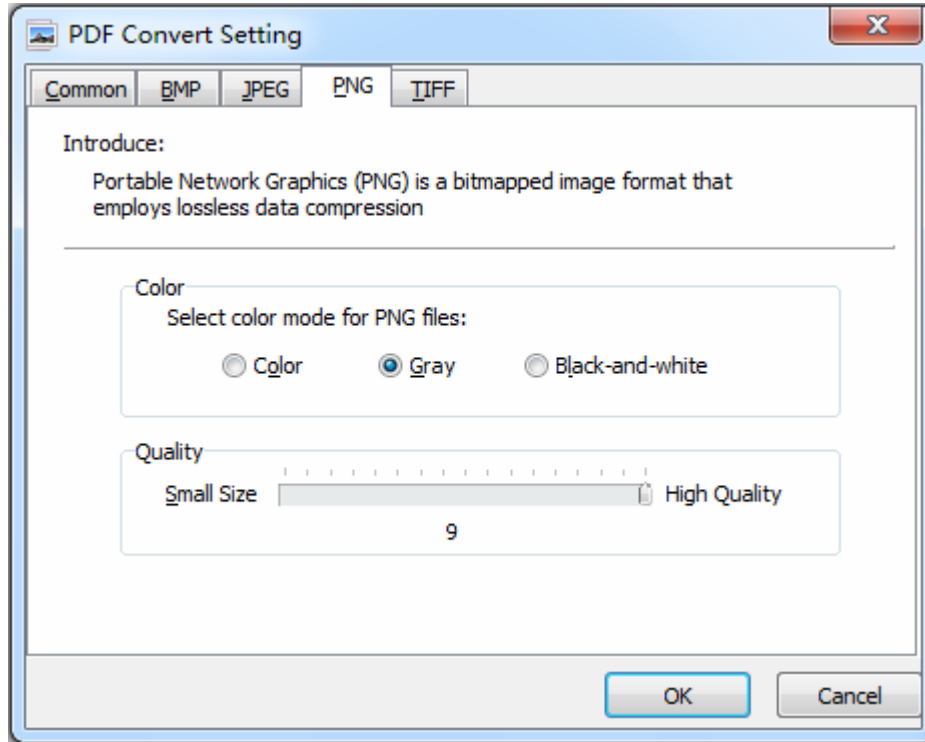 PDF Convert Setting
Common BMP JPEG PNG TIFF
Introduce:
Portable Network Graphics (PNG) is a bitmapped image format that
employs lossless data compression
Color
Select color mode for PNG files:
Color Gray Black-and-white
Quality
Small Size High Quality
9
OK Cancel